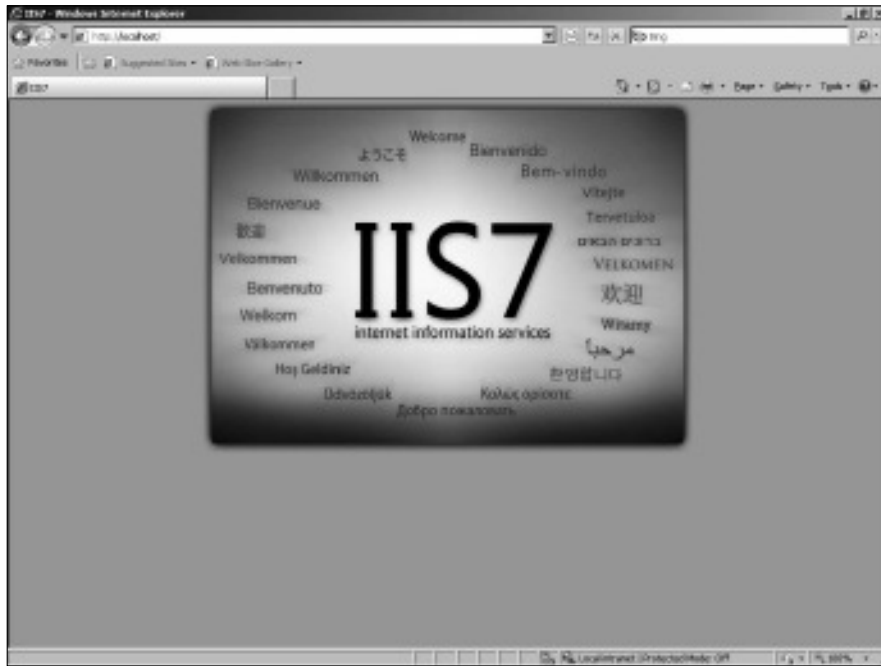 IIS7 - Windows Internet Explorer
http://localhost/
Bing
Favorites Suggested Sites Web Slice Gallery
IIS7
Page Safety Tools
Welcome
ようこそ
Bienvenido
Willkommen
Bem-vindo
Bienvenue
Vítejte
歓迎
Tervetuloa
ברוכים הבאים
Velkommen
VELKOMEN
IIS7
internet information services
Benvenuto
欢迎
Welkom
Witamy
Välkommen
مرحباً
Hoş Geldiniz
환영합니다
Üdvözöljük
Καλώς ορίσατε
Добро пожаловать
Local intranet | Protected Mode: Off
100%